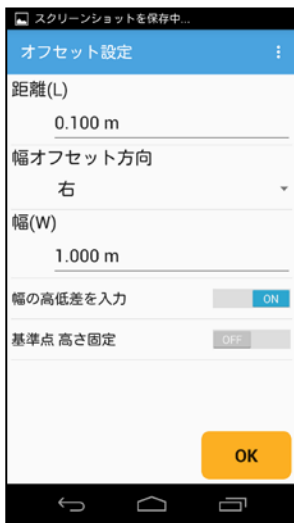 スクリーンショットを保存中...
オフセット設定
距離(L)
0.100 m
幅オフセット方向
右
幅(W)
1.000 m
幅の高低差を入力 ON
基準点 高さ固定 OFF
OK